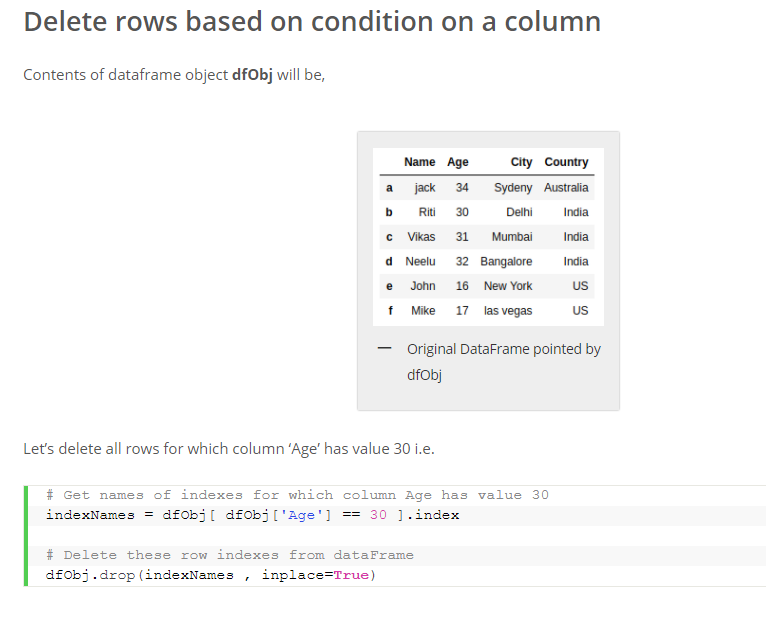 Delete rows based on condition on a column
Contents of dataframe object dfObj will be,
Name Age City Country
a jack 34 Sydeny Australia
b Riti 30 Delhi India
c Vikas 31 Mumbai India
d Neelu 32 Bangalore India
e John 16 New York US
f Mike 17 las vegas US
— Original DataFrame pointed by
dfObj
Let's delete all rows for which column ‘Age’ has value 30 i.e.
# Get names of indexes for which column Age has value 30
indexNames = dfObj[ dfObj['Age'] == 30 ].index
# Delete these row indexes from dataFrame
dfObj.drop(indexNames , inplace=True)